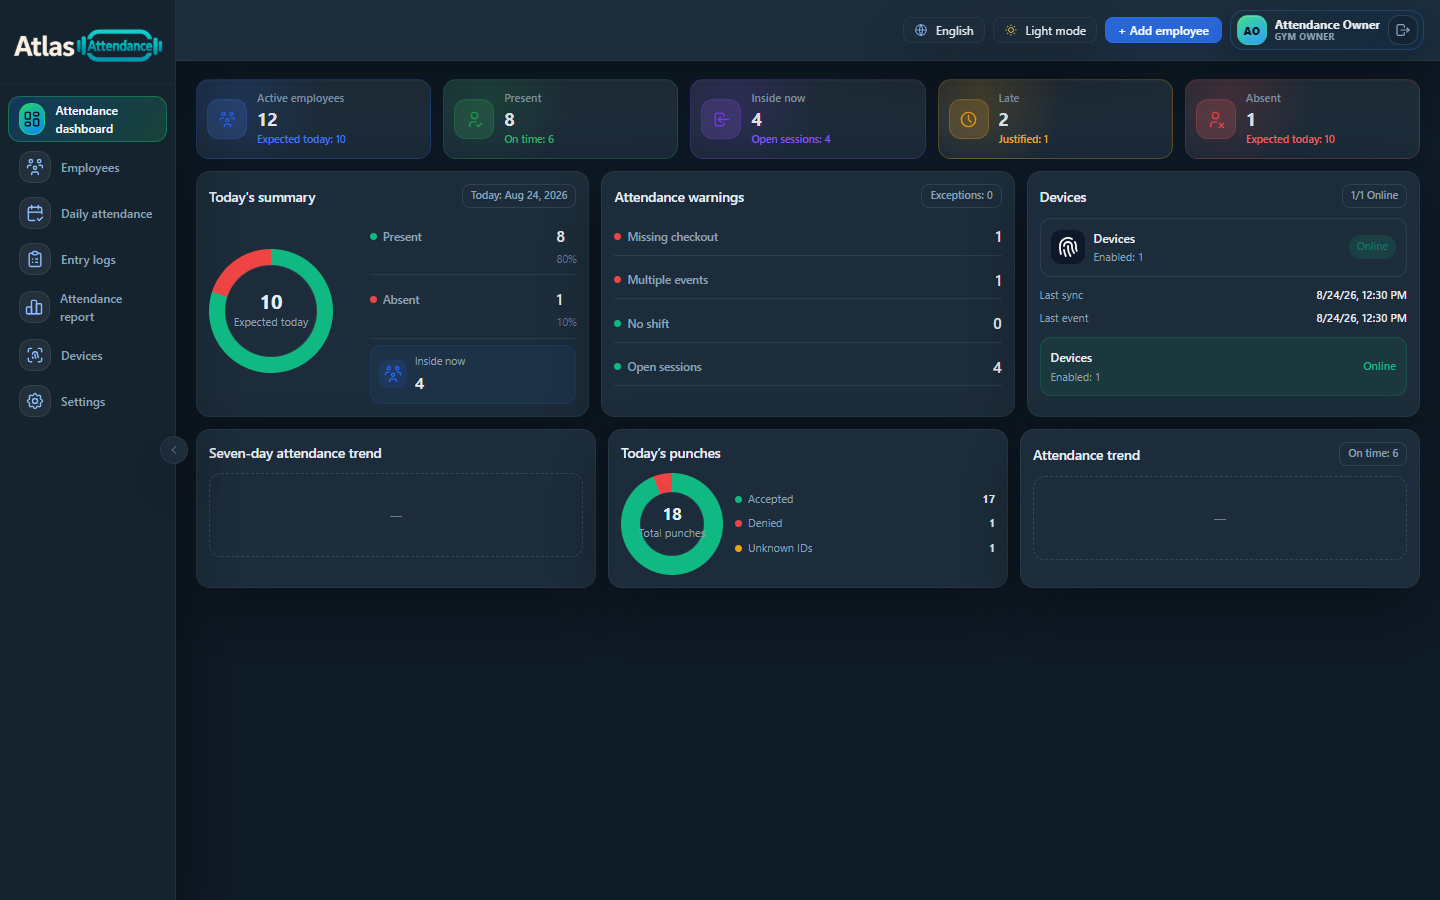 Atlas Attendance
English
Light mode
+ Add employee
AO
Attendance Owner
GYM OWNER
Attendance
dashboard
Employees
Daily attendance
Entry logs
Attendance
report
Devices
Settings
Active employees
12
Expected today: 10
Present
8
On time: 6
Inside now
4
Open sessions: 4
Late
2
Justified: 1
Absent
1
Expected today: 10
Today's summary
Today: Aug 24, 2026
10
Expected today
Present
8
80%
Absent
1
10%
Inside now
4
Attendance warnings
Exceptions: 0
Missing checkout
1
Multiple events
1
No shift
0
Open sessions
4
Devices
1/1 Online
Devices
Enabled: 1
Online
Last sync
8/24/26, 12:30 PM
Last event
8/24/26, 12:30 PM
Devices
Enabled: 1
Online
Seven-day attendance trend
—
Today's punches
18
Total punches
Accepted
17
Denied
1
Unknown IDs
1
Attendance trend
On time: 6
—